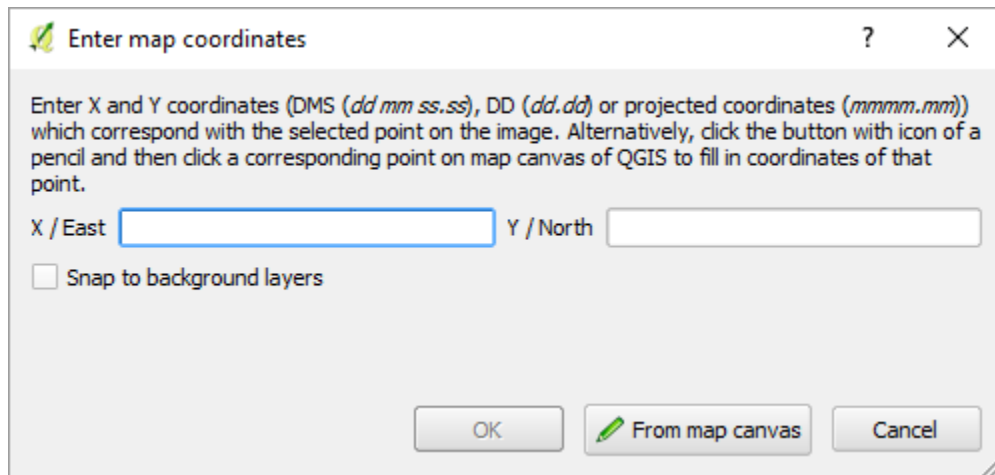 Enter map coordinates
Enter X and Y coordinates (DMS (dd mm ss.ss), DD (dd.dd) or projected coordinates (mmmm.mm))
which correspond with the selected point on the image. Alternatively, click the button with icon of a
pencil and then click a corresponding point on map canvas of QGIS to fill in coordinates of that
point.
X / East Y / North
Snap to background layers
OK From map canvas Cancel